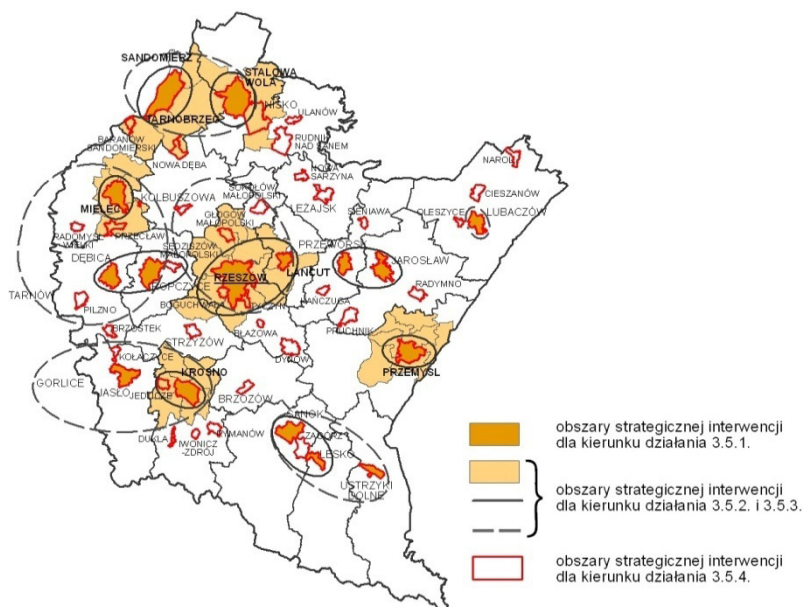 SANDOMIERZ
STALOWA
WOLA
NISKO
TARNOBRZEG
ULANÓW
BARANÓW
SANDOMIERSKI
RUDNIK
NAD SANEM
NOWA DĘBA
NAROL
NOWA
SARZYNA
CIESZANÓW
SOKOŁÓW
MAŁOPOLSKI
KOLBUSZOWA
MIELEC
LEŻAJSK
SIENIAWA
OLESZYCE
LUBACZÓW
GŁOGÓW
MAŁOPOLSKI
RADOMYŚL
WIELKI
PRZECŁAW
SĘDZISZÓW
MAŁOPOLSKI
PRZEWORSK
JAROSŁAW
DĘBICA
RZESZÓW
ŁAŃCUT
ROPCZYCE
TARNÓW
RADYMNO
KAŃCZUGA
PILZNO
BOGUCHWAŁA
TYCZYN
BRZOSTEK
STRZYŻÓW
BŁAŻOWA
PRUCHNIK
DYNÓW
KOŁACZYCE
PRZEMYŚL
KROSNO
GORLICE
JASŁO
JEDLICZE
BRZOZÓW
SANOK
ZAGÓRZ
DUKLA
IWONICZ
-ZDRÓJ
RYMANÓW
LESKO
USTRZYKI
DOLNE
obszary strategicznej interwencji
dla kierunku działania 3.5.1.
obszary strategicznej interwencji
dla kierunku działania 3.5.2. i 3.5.3.
obszary strategicznej interwencji
dla kierunku działania 3.5.4.